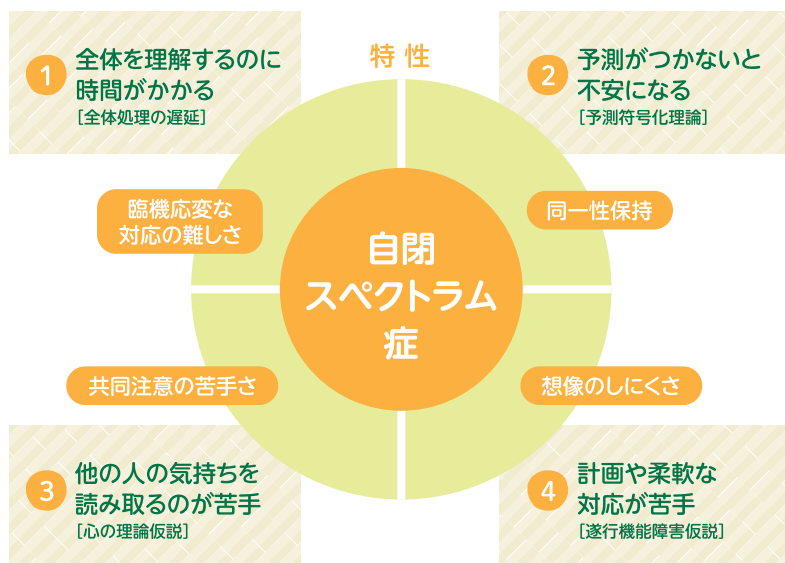 特性
1
全体を理解するのに
時間がかかる
[全体処理の遅延]
2
予測がつかないと
不安になる
[予測符号化理論]
臨機応変な
対応の難しさ
同一性保持
自閉
スペクトラム
症
共同注意の苦手さ
想像のしにくさ
3
他の人の気持ちを
読み取るのが苦手
[心の理論仮説]
4
計画や柔軟な
対応が苦手
[遂行機能障害仮説]